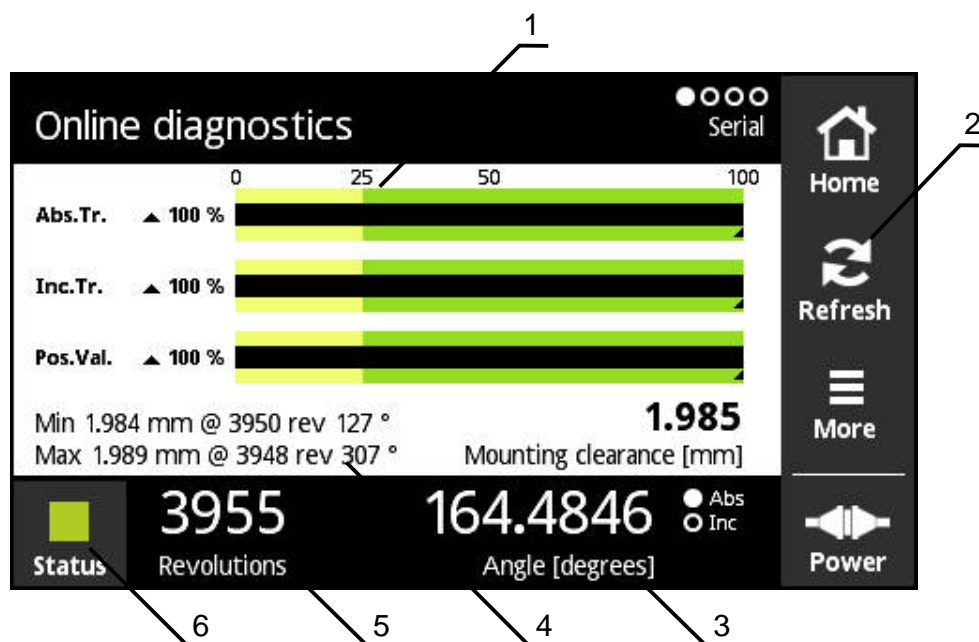 1
Online diagnostics
Serial
Home
2
0 25 50 100
Abs.Tr. ▲ 100 %
Refresh
Inc.Tr. ▲ 100 %
Pos.Val. ▲ 100 %
More
Min 1.984 mm @ 3950 rev 127 °
Max 1.989 mm @ 3948 rev 307 °
1.985
Mounting clearance [mm]
Status
3955
Revolutions
164.4846
Angle [degrees]
Abs
Inc
Power
6 5 4 3